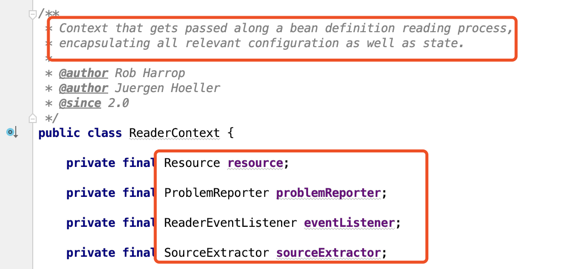 /**
* Context that gets passed along a bean definition reading process,
* encapsulating all relevant configuration as well as state.
*
* @author Rob Harrop
* @author Juergen Hoeller
* @since 2.0
*/
public class ReaderContext {
private final Resource resource;
private final ProblemReporter problemReporter;
private final ReaderEventListener eventListener;
private final SourceExtractor sourceExtractor;